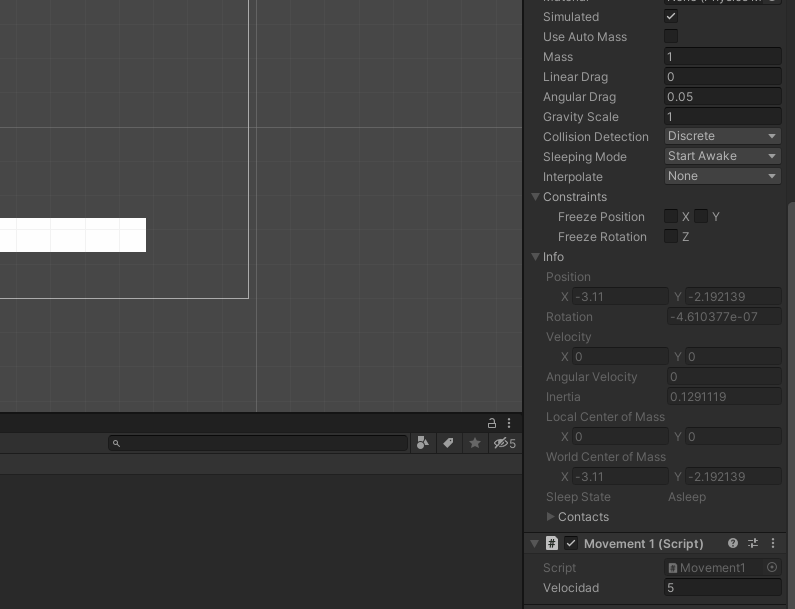 Simulated
Use Auto Mass
Mass 1
Linear Drag 0
Angular Drag 0.05
Gravity Scale 1
Collision Detection Discrete
Sleeping Mode Start Awake
Interpolate None
Constraints
Freeze Position X Y
Freeze Rotation Z
Info
Position
X -3.11 Y -2.192139
Rotation -4.610377e-07
Velocity
X 0 Y 0
Angular Velocity 0
Inertia 0.1291119
Local Center of Mass
X 0 Y 0
5
World Center of Mass
X -3.11 Y -2.192139
Sleep State Asleep
Contacts
# Movement 1 (Script)
Script # Movement1
Velocidad 5